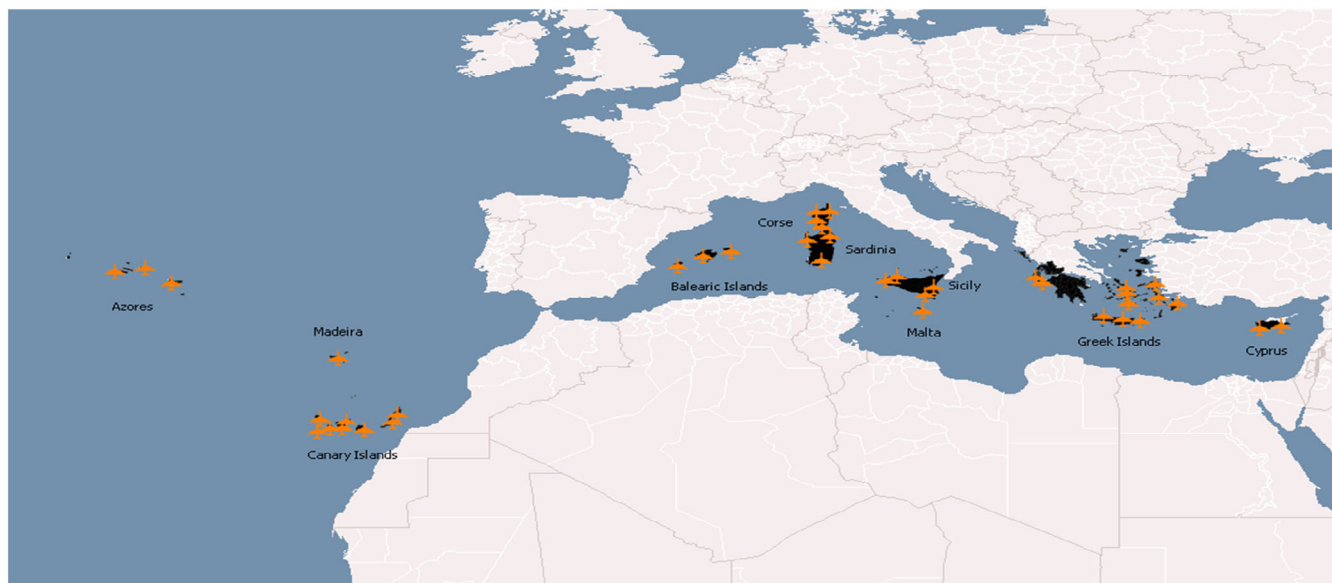 Corse
Sardinia
Balearic Islands
Sicily
Azores
Madeira
Malta
Greek Islands
Cyprus
Canary Islands